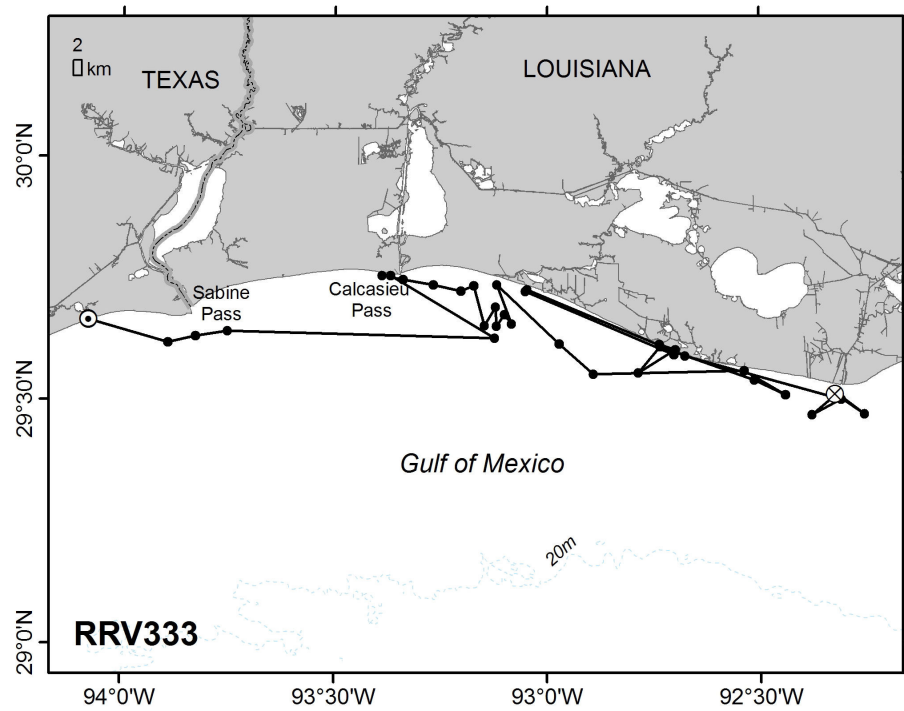 2
km
TEXAS
LOUISIANA
30°0'N
Sabine
Pass
Calcasieu
Pass
29°30'N
Gulf of Mexico
20m
29°0'N
RRV333
94°0'W
93°30'W
93°0'W
92°30'W